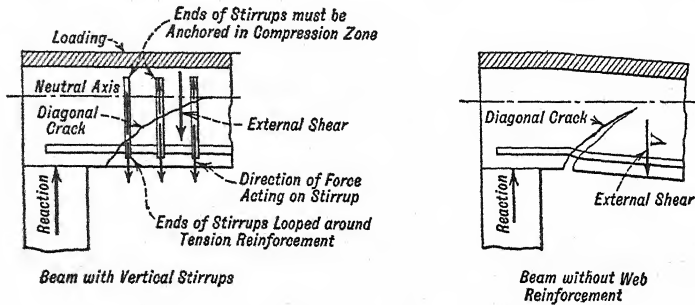 Ends of Stirrups must be
Anchored in Compression Zone
Loading
Neutral Axis
Diagonal
Crack
External Shear
Reaction
Direction of Force
Acting on Stirrup
Ends of Stirrups Looped around
Tension Reinforcement
Beam with Vertical Stirrups
Diagonal Crack
V
Reaction
External Shear
Beam without Web
Reinforcement